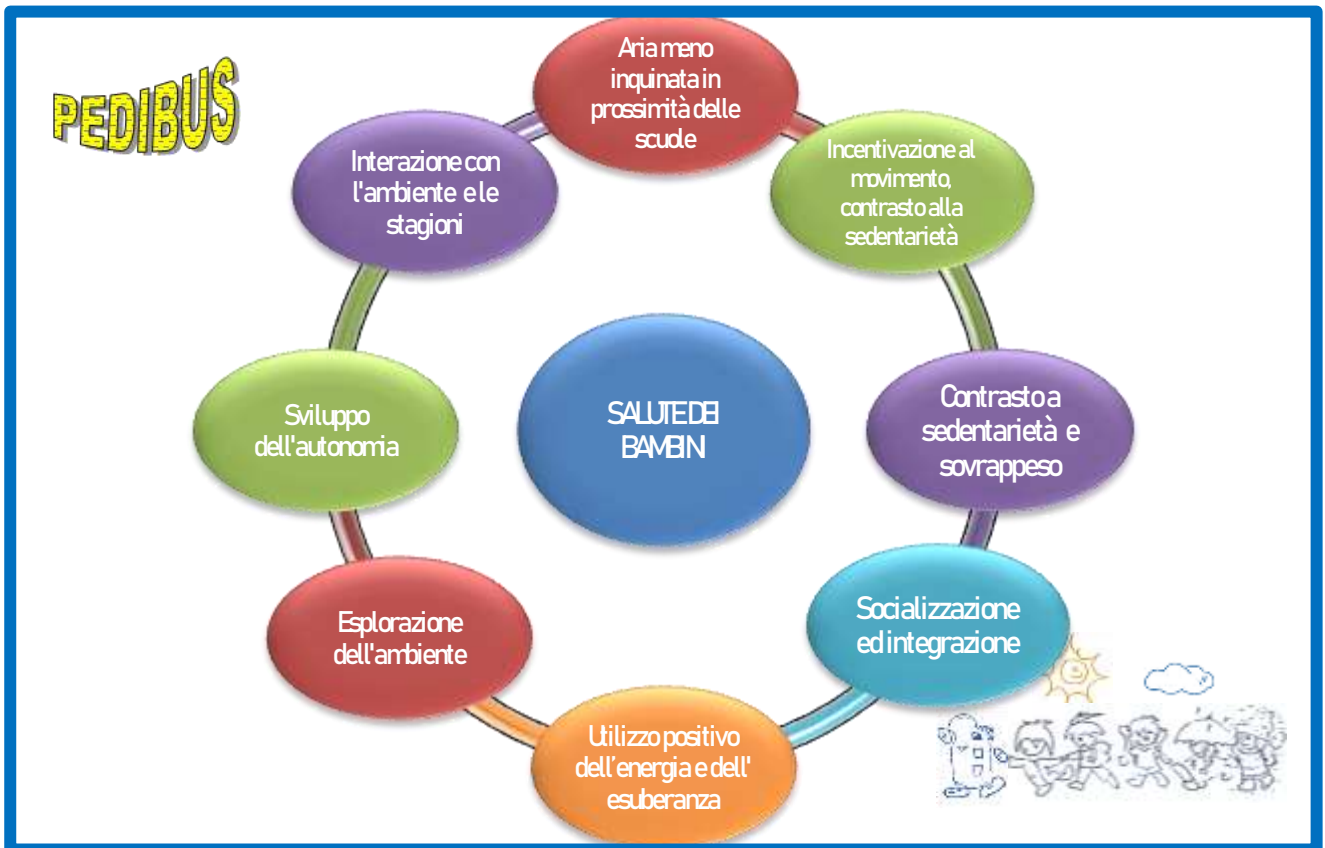 PEDIBUS
Aria meno
inquinata in
prossimità delle
scuole
Incentivazione al
movimento,
contrasto alla
sedentarietà
Contrasto a
sedentarietà e
sovrappeso
Socializzazione
ed integrazione
Utilizzo positivo
dell’energia e dell'
esuberanza
Esplorazione
dell'ambiente
Sviluppo
dell'autonomia
Interazione con
l'ambiente e le
stagioni
SALUTE DEI
BAMBINI